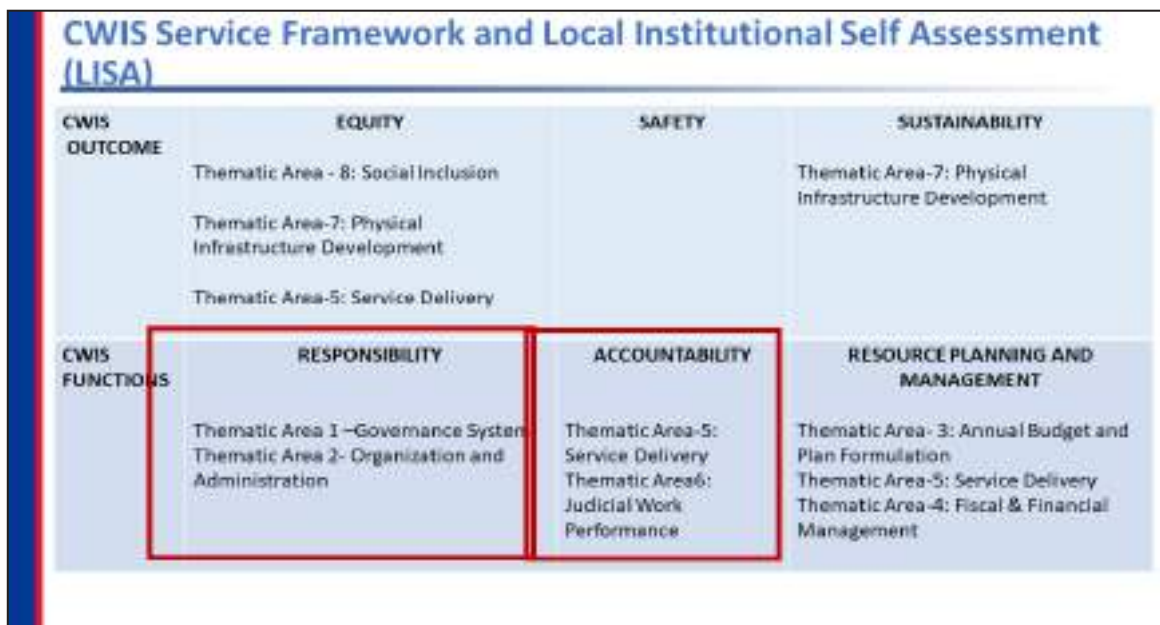 CWIS Service Framework and Local Institutional Self Assessment
(LISA)
CWIS
OUTCOME
EQUITY
Thematic Area - 8: Social Inclusion
Thematic Area-7: Physical
Infrastructure Development
Thematic Area-5: Service Delivery
SAFETY
SUSTAINABILITY
Thematic Area-7: Physical
Infrastructure Development
CWIS
FUNCTIONS
RESPONSIBILITY
Thematic Area 1 –Governance System
Thematic Area 2- Organization and
Administration
ACCOUNTABILITY
Thematic Area-5:
Service Delivery
Thematic Area6:
Judicial Work
Performance
RESOURCE PLANNING AND
MANAGEMENT
Thematic Area- 3: Annual Budget and
Plan Formulation
Thematic Area-5: Service Delivery
Thematic Area-4: Fiscal & Financial
Management